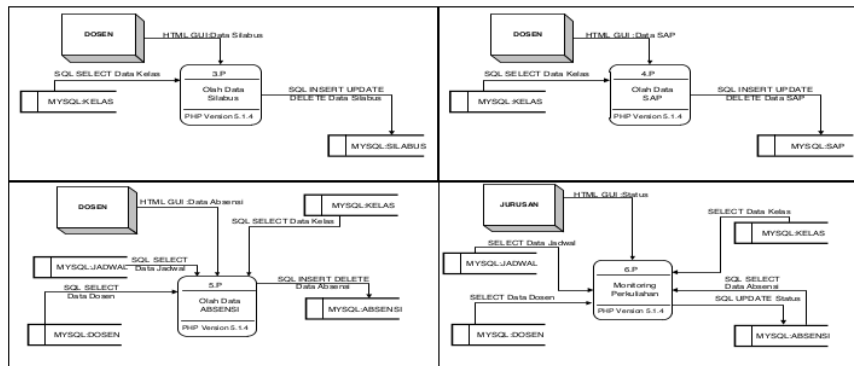 DOSEN
HTML GUI:Data Silabus
SQL SELECT Data Kelas
MYSQL:KELAS
3.P
Olah Data
Silabus
PHP Version 5.1.4
SQL INSERT UPDATE
DELETE Data Silabus
MYSQL:SILABUS
DOSEN
HTML GUI :Data SAP
SQL SELECT Data Kelas
MYSQL:KELAS
4.P
Olah Data
SAP
PHP Version 5.1.4
SQL INSERT UPDATE
DELETE Data SAP
MYSQL:SAP
DOSEN
HTML GUI :Data Absensi
MYSQL:KELAS
SQL SELECT Data Kelas
MYSQL:JADWAL
SQL SELECT
Data Jadwal
SQL SELECT
Data Dosen
MYSQL:DOSEN
5.P
Olah Data
ABSENSI
PHP Version 5.1.4
SQL INSERT DELETE
Data Absensi
MYSQL:ABSENSI
JURUSAN
HTML GUI :Status
SELECT Data Kelas
MYSQL:KELAS
SELECT Data Jadwal
MYSQL:JADWAL
SELECT Data Dosen
MYSQL:DOSEN
6.P
Monitoring
Perkuliahan
PHP Version 5.1.4
SQL SELECT
Data Absensi
SQL UPDATE Status
MYSQL:ABSENSI